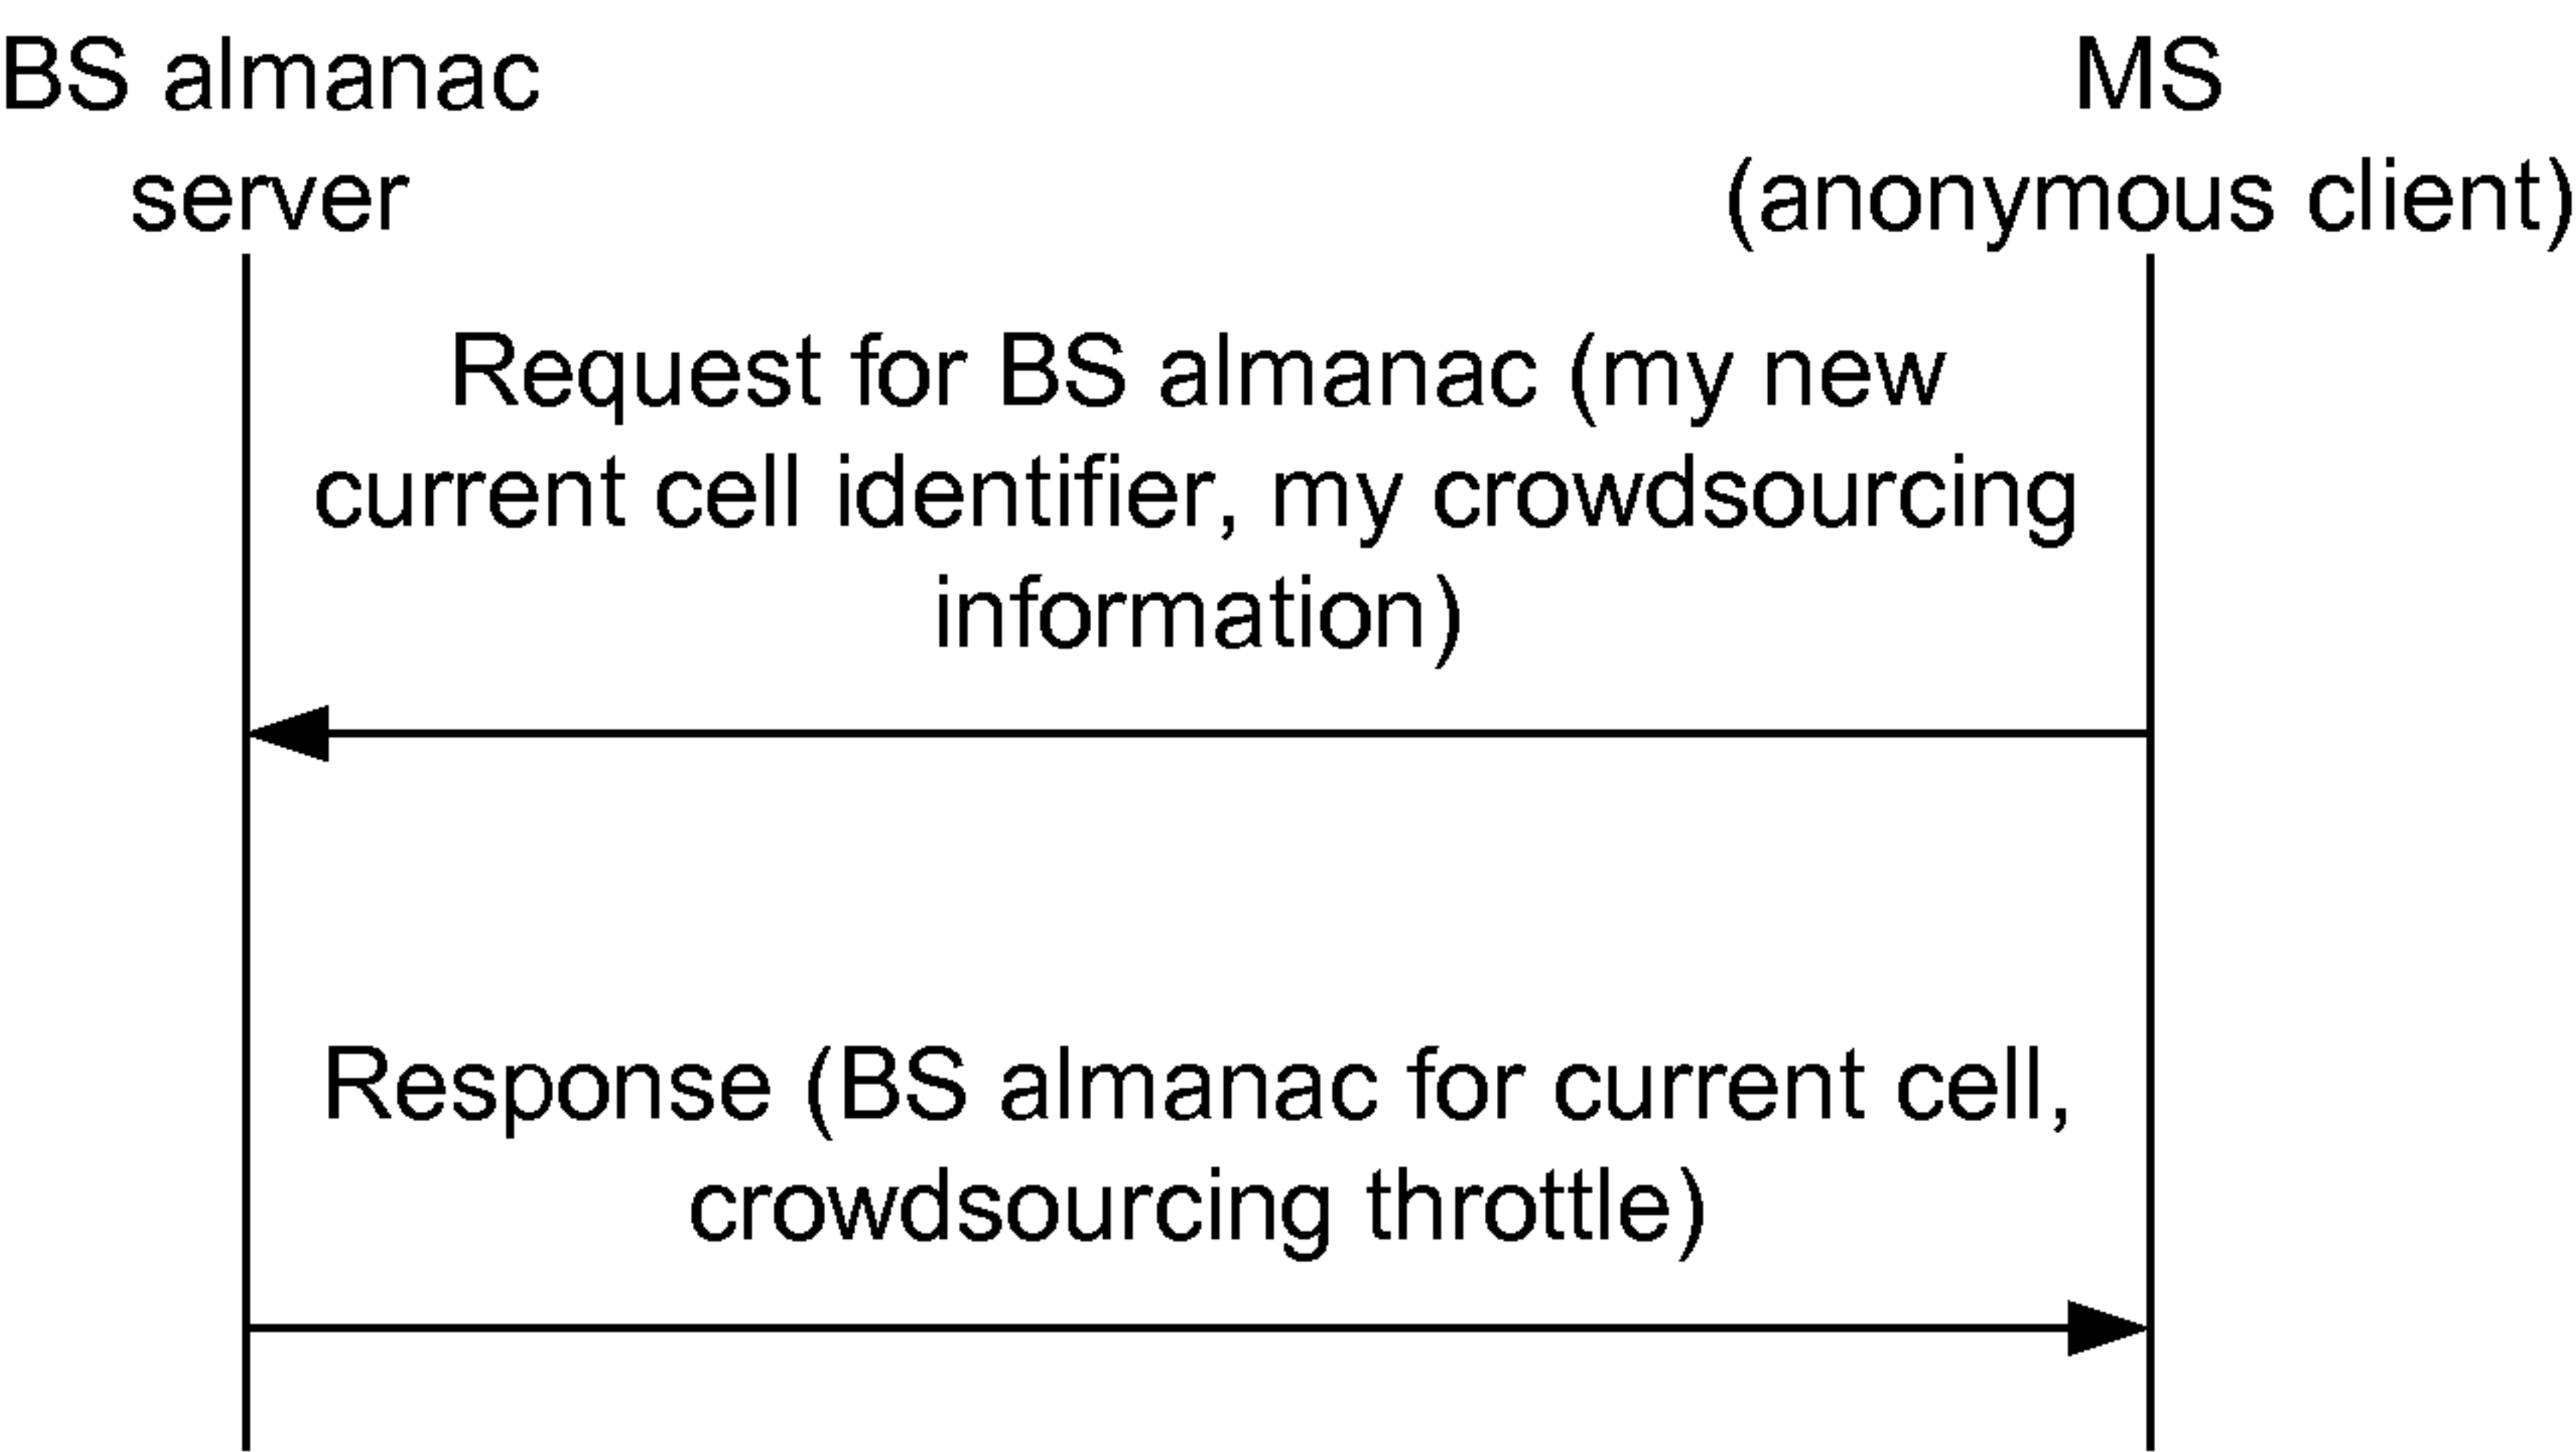 BS almanac
server
MS
(anonymous client)
Request for BS almanac (my new
current cell identifier, my crowdsourcing
information)
Response (BS almanac for current cell,
crowdsourcing throttle)